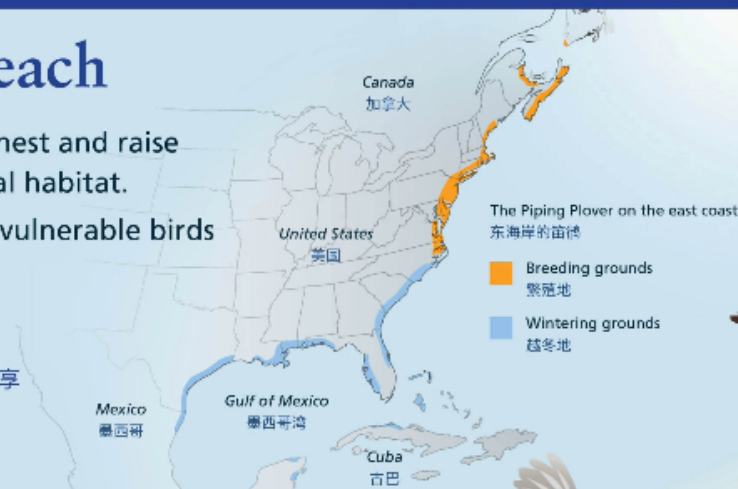 each
nest and raise
al habitat.
vulnerable birds
享
Canada
加拿大
United States
美国
Mexico
墨西哥
Gulf of Mexico
墨西哥湾
Cuba
古巴
The Piping Plover on the east coast
东海岸的笛鸻
Breeding grounds
繁殖地
Wintering grounds
越冬地